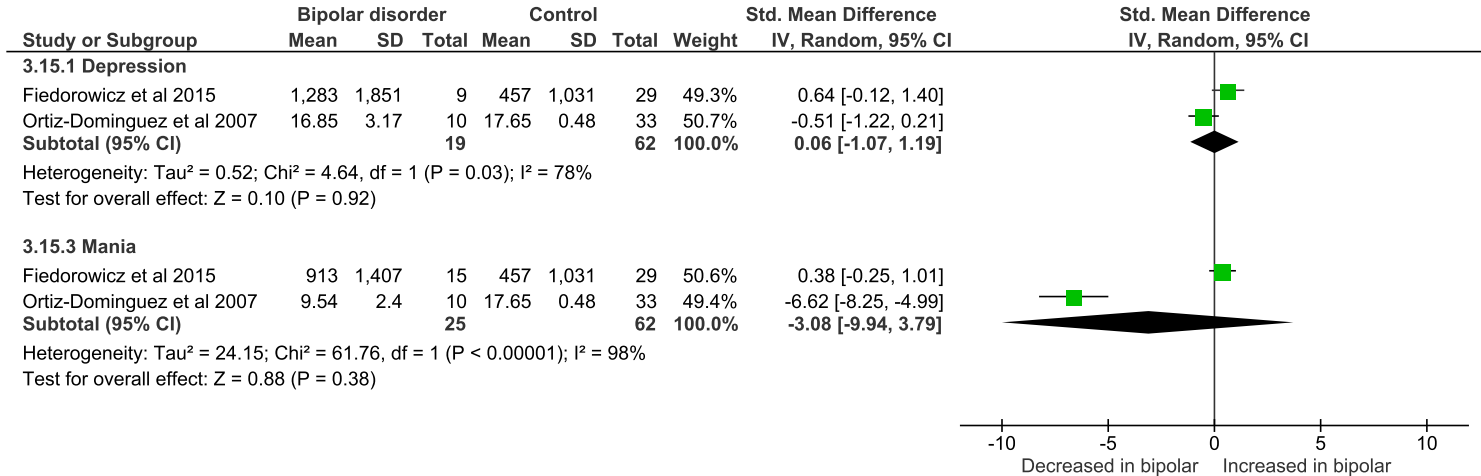 Bipolar disorder Control Std. Mean Difference Std. Mean Difference
Study or Subgroup Mean SD Total Mean SD Total Weight IV, Random, 95% CI IV, Random, 95% CI
3.15.1 Depression
Fiedorowicz et al 2015 1,283 1,851 9 457 1,031 29 49.3% 0.64 [-0.12, 1.40]
Ortiz-Dominguez et al 2007 16.85 3.17 10 17.65 0.48 33 50.7% -0.51 [-1.22, 0.21]
Subtotal (95% CI) 19 62 100.0% 0.06 [-1.07, 1.19]
Heterogeneity: Tau² = 0.52; Chi² = 4.64, df = 1 (P = 0.03); I² = 78%
Test for overall effect: Z = 0.10 (P = 0.92)
3.15.3 Mania
Fiedorowicz et al 2015 913 1,407 15 457 1,031 29 50.6% 0.38 [-0.25, 1.01]
Ortiz-Dominguez et al 2007 9.54 2.4 10 17.65 0.48 33 49.4% -6.62 [-8.25, -4.99]
Subtotal (95% CI) 25 62 100.0% -3.08 [-9.94, 3.79]
Heterogeneity: Tau² = 24.15; Chi² = 61.76, df = 1 (P < 0.00001); I² = 98%
Test for overall effect: Z = 0.88 (P = 0.38)
-10 -5 0 5 10
Decreased in bipolar Increased in bipolar